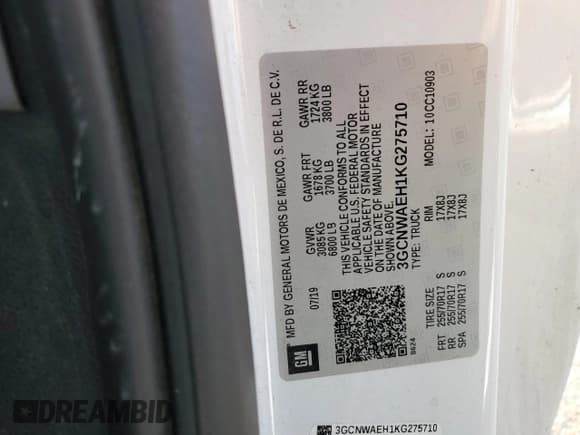 MFD BY GENERAL MOTORS DE MEXICO, S. DE R.L. DE C.V.
07/19 GVWR GAWR FRT GAWR RR
3085 KG 1678 KG 1724 KG
6800 LB 3700 LB 3800 LB
THIS VEHICLE CONFORMS TO ALL
APPLICABLE U.S. FEDERAL MOTOR
VEHICLE SAFETY STANDARDS IN EFFECT
ON THE DATE OF MANUFACTURE
SHOWN ABOVE.
3GCNWAEH1KG275710
TYPE: TRUCK MODEL: 10CC10903
B624
TIRE SIZE RIM
FRT 255/70R17 S 17X8J
RR 255/70R17 S 17X8J
SPA 255/70R17 S 17X8J
GM
3GCNWAEH1KG275710
DREAMBID